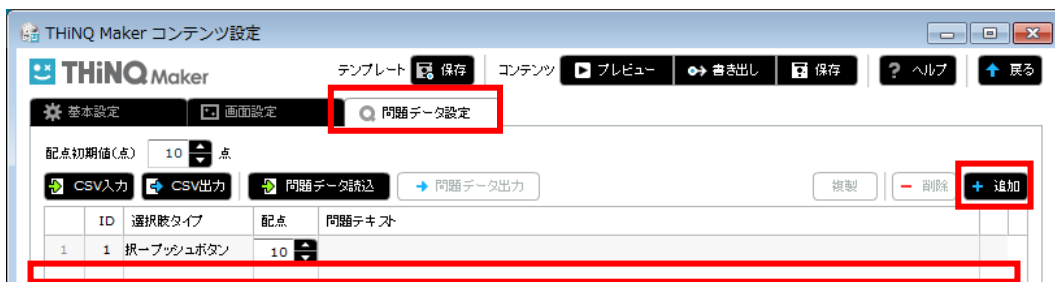 THiNQ Maker コンテンツ設定
THiNQ Maker テンプレート 保存 コンテンツ プレビュー 書き出し 保存 ? ヘルプ 戻る
基本設定 画面設定 問題データ設定
配点初期値(点) 10 点
CSV入力 CSV出力 問題データ読込 問題データ出力 複製 削除 追加
ID 選択肢タイプ 配点 問題テキスト
1 1 択一プッシュボタン 10